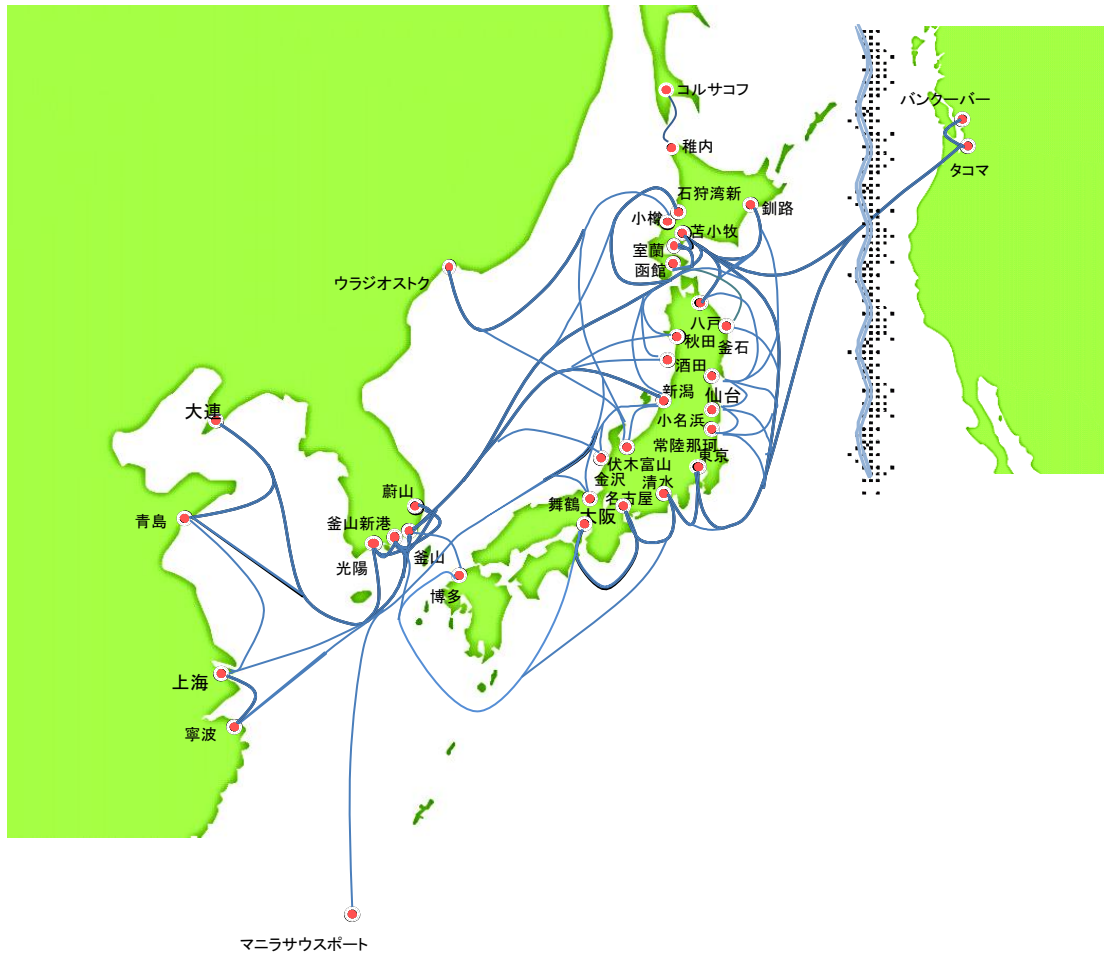 コルサコフ
バンクーバー
稚内
タコマ
石狩湾新
釧路
小樽
苫小牧
室蘭
函館
ウラジオストク
八戸
秋田
釜石
酒田
新潟
仙台
大連
小名浜
常陸那珂
東京
伏木富山
金沢
清水
蔚山
舞鶴
名古屋
大阪
青島
釜山新港
釜山
光陽
博多
上海
寧波
マニラサウスポート